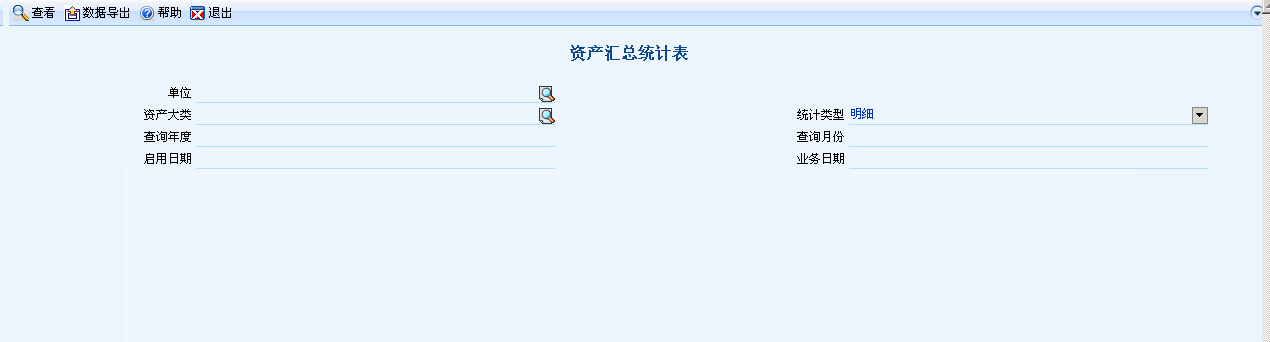 查看 数据导出 帮助 退出
资产汇总统计表
单位
资产大类 统计类型 明细
查询年度 查询月份
启用日期 业务日期